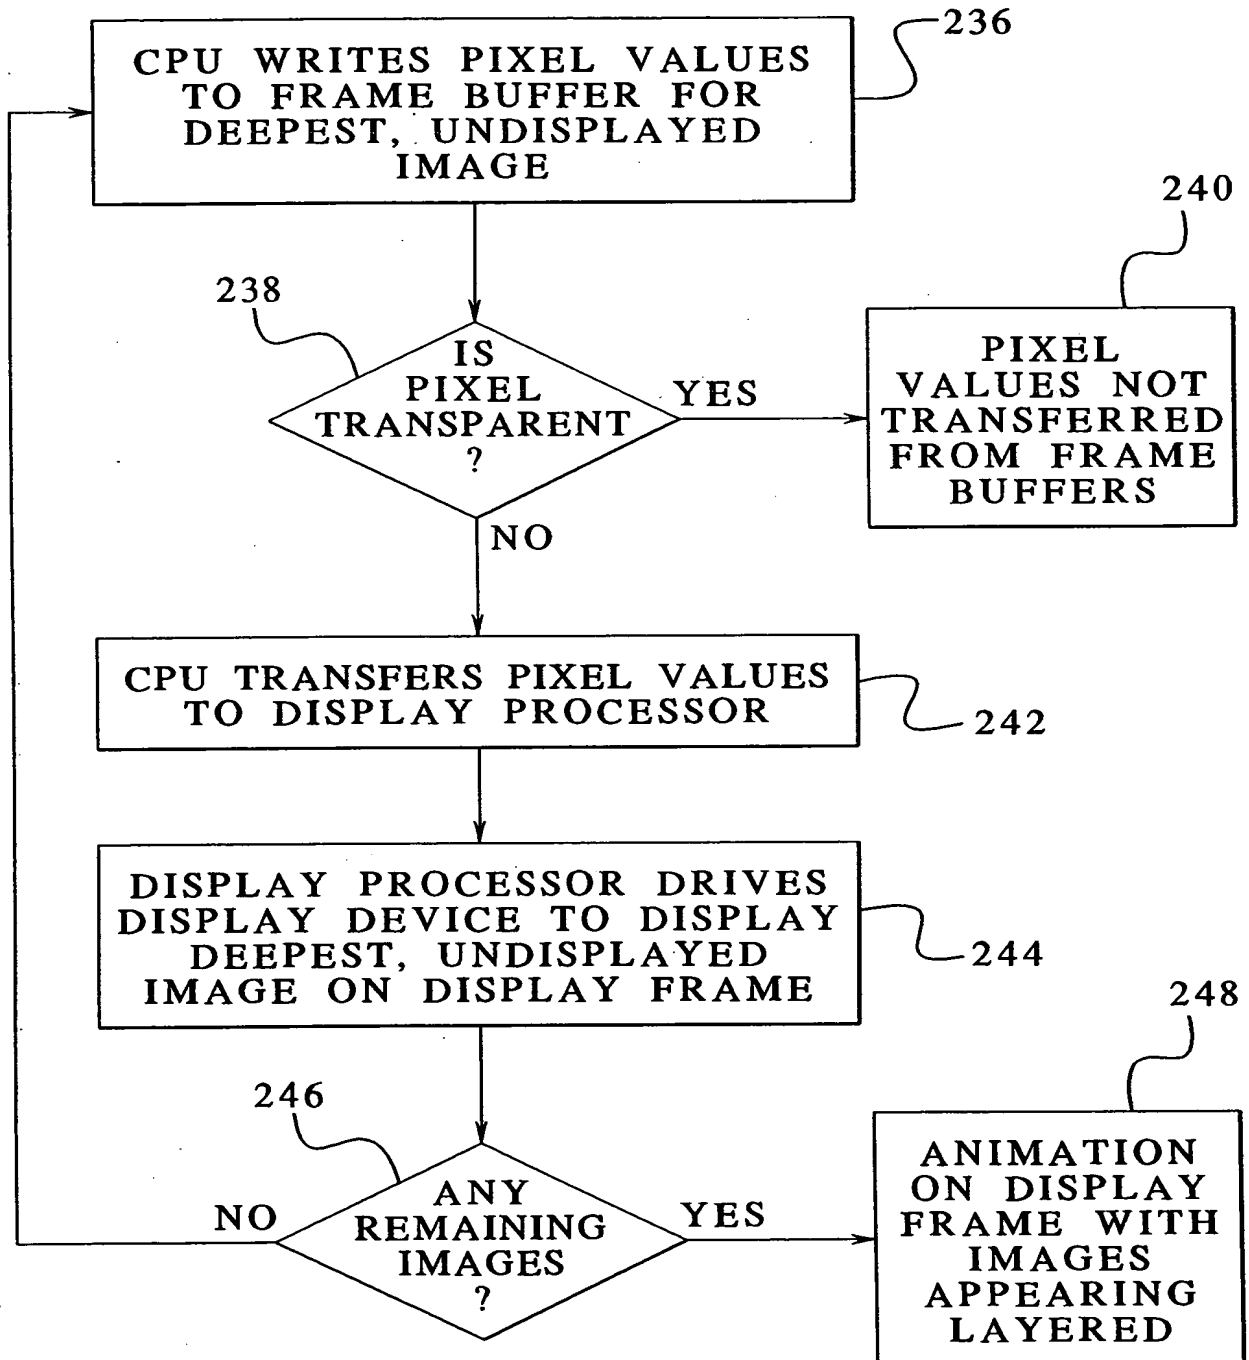 236
CPU WRITES PIXEL VALUES
TO FRAME BUFFER FOR
DEEPEST, UNDISPLAYED
IMAGE
240
238
IS
PIXEL
TRANSPARENT
?
YES
PIXEL
VALUES NOT
TRANSFERRED
FROM FRAME
BUFFERS
NO
CPU TRANSFERS PIXEL VALUES
TO DISPLAY PROCESSOR
242
DISPLAY PROCESSOR DRIVES
DISPLAY DEVICE TO DISPLAY
DEEPEST, UNDISPLAYED
IMAGE ON DISPLAY FRAME
244
248
246
ANY
REMAINING
IMAGES
?
NO
YES
ANIMATION
ON DISPLAY
FRAME WITH
IMAGES
APPEARING
LAYERED